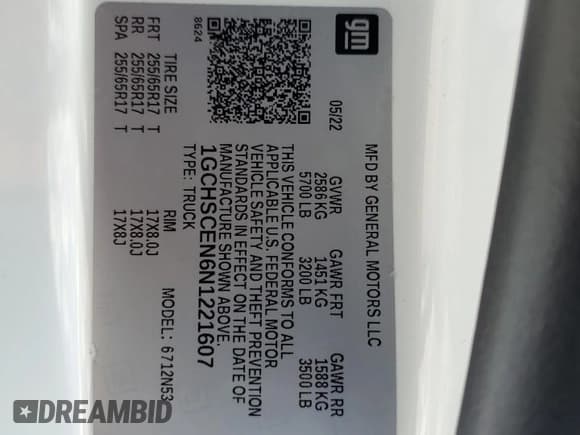 gm
MFD BY GENERAL MOTORS LLC
05/22 GVWR GAWR FRT GAWR RR
2586 KG 1451 KG 1588 KG
5700 LB 3200 LB 3500 LB
THIS VEHICLE CONFORMS TO ALL
APPLICABLE U.S. FEDERAL MOTOR
VEHICLE SAFETY AND THEFT PREVENTION
STANDARDS IN EFFECT ON THE DATE OF
MANUFACTURE SHOWN ABOVE.
1GCHSCEN6N1221607
TYPE: TRUCK
8624
MODEL: 6712N53
TIRE SIZE RIM
FRT 255/65R17 T 17X8.0J
RR 255/65R17 T 17X8.0J
SPA 255/65R17 T 17X8J
DREAMBID